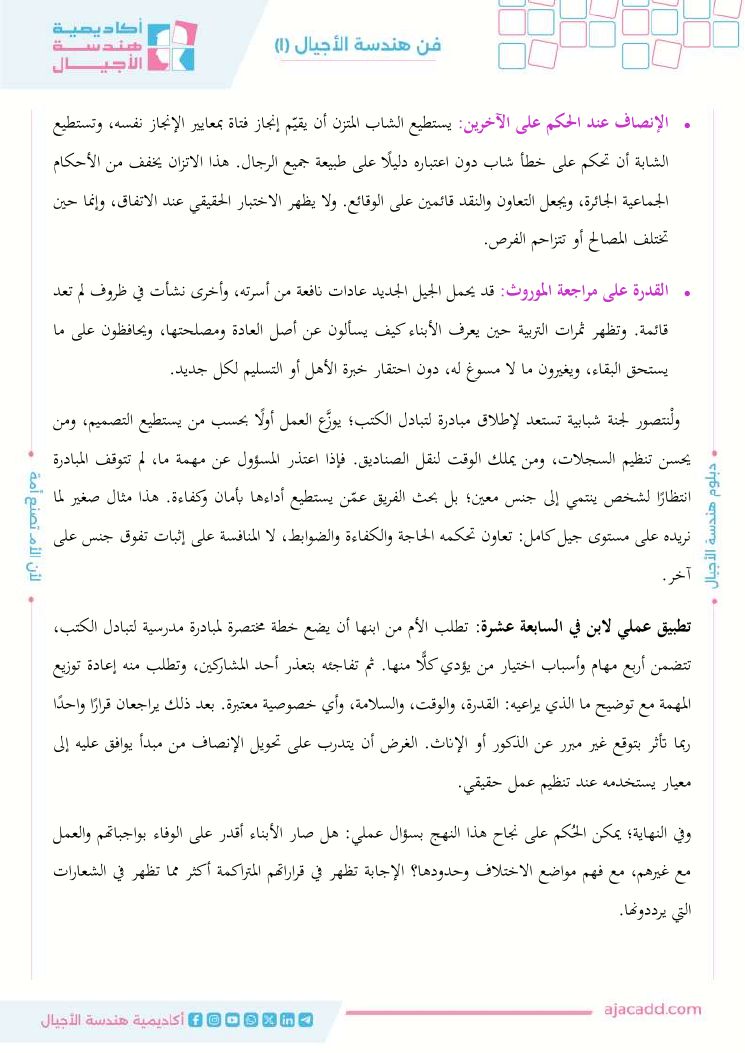 أكاديمية
هندسة
الأجيال
فن هندسة الأجيال (١)
• الإنصاف عند الحكم على الآخرين: يستطيع الشاب المتزن أن يقيّم إنجاز فتاة بمعايير الإنجاز نفسه، وتستطيع
الشابة أن تحكم على خطأ شاب دون اعتباره دليلًا على طبيعة جميع الرجال. هذا الاتزان يخفف من الأحكام
الجماعية الجائرة، ويجعل التعاون والنقد قائمين على الوقائع. ولا يظهر الاختبار الحقيقي عند الاتفاق، وإنما حين
تختلف المصالح أو تتزاحم الفرص.
• القدرة على مراجعة الموروث: قد يحمل الجيل الجديد عادات نافعة من أسرته، وأخرى نشأت في ظروف لم تعد
قائمة. وتظهر ثمرات التربية حين يعرف الأبناء كيف يسألون عن أصل العادة ومصلحتها، ويحافظون على ما
يستحق البقاء، ويغيرون ما لا مسوغ له، دون احتقار خبرة الأهل أو التسليم لكل جديد.
ولْنتصور لجنة شبابية تستعد لإطلاق مبادرة لتبادل الكتب؛ يوزَّع العمل أولًا بحسب من يستطيع التصميم، ومن
يحسن تنظيم السجلات، ومن يملك الوقت لنقل الصناديق. فإذا اعتذر المسؤول عن مهمة ما، لم تتوقف المبادرة
انتظارًا لشخص ينتمي إلى جنس معين؛ بل بحث الفريق عمّن يستطيع أداءها بأمان وكفاءة. هذا مثال صغير لما
نريده على مستوى جيل كامل: تعاون تحكمه الحاجة والكفاءة والضوابط، لا المنافسة على إثبات تفوق جنس على
آخر.
تطبيق عملي لابن في السابعة عشرة: تطلب الأم من ابنها أن يضع خطة مختصرة لمبادرة مدرسية لتبادل الكتب،
تتضمن أربع مهام وأسباب اختيار من يؤدي كلًّا منها. ثم تفاجئه بتعذر أحد المشاركين، وتطلب منه إعادة توزيع
المهمة مع توضيح ما الذي يراعيه: القدرة، والوقت، والسلامة، وأي خصوصية معتبرة. بعد ذلك يراجعان قرارًا واحدًا
ربما تأثر بتوقع غير مبرر عن الذكور أو الإناث. الغرض أن يتدرب على تحويل الإنصاف من مبدأ يوافق عليه إلى
معيار يستخدمه عند تنظيم عمل حقيقي.
وفي النهاية؛ يمكن الحُكم على نجاح هذا النهج بسؤال عملي: هل صار الأبناء أقدر على الوفاء بواجباتهم والعمل
مع غيرهم، مع فهم مواضع الاختلاف وحدودها؟ الإجابة تظهر في قراراتهم المتراكمة أكثر مما تظهر في الشعارات
التي يرددونها.
دبلوم هندسة الأجيال
لأن الأم تصنع أمة
ajacadd.com
أكاديمية هندسة الأجيال